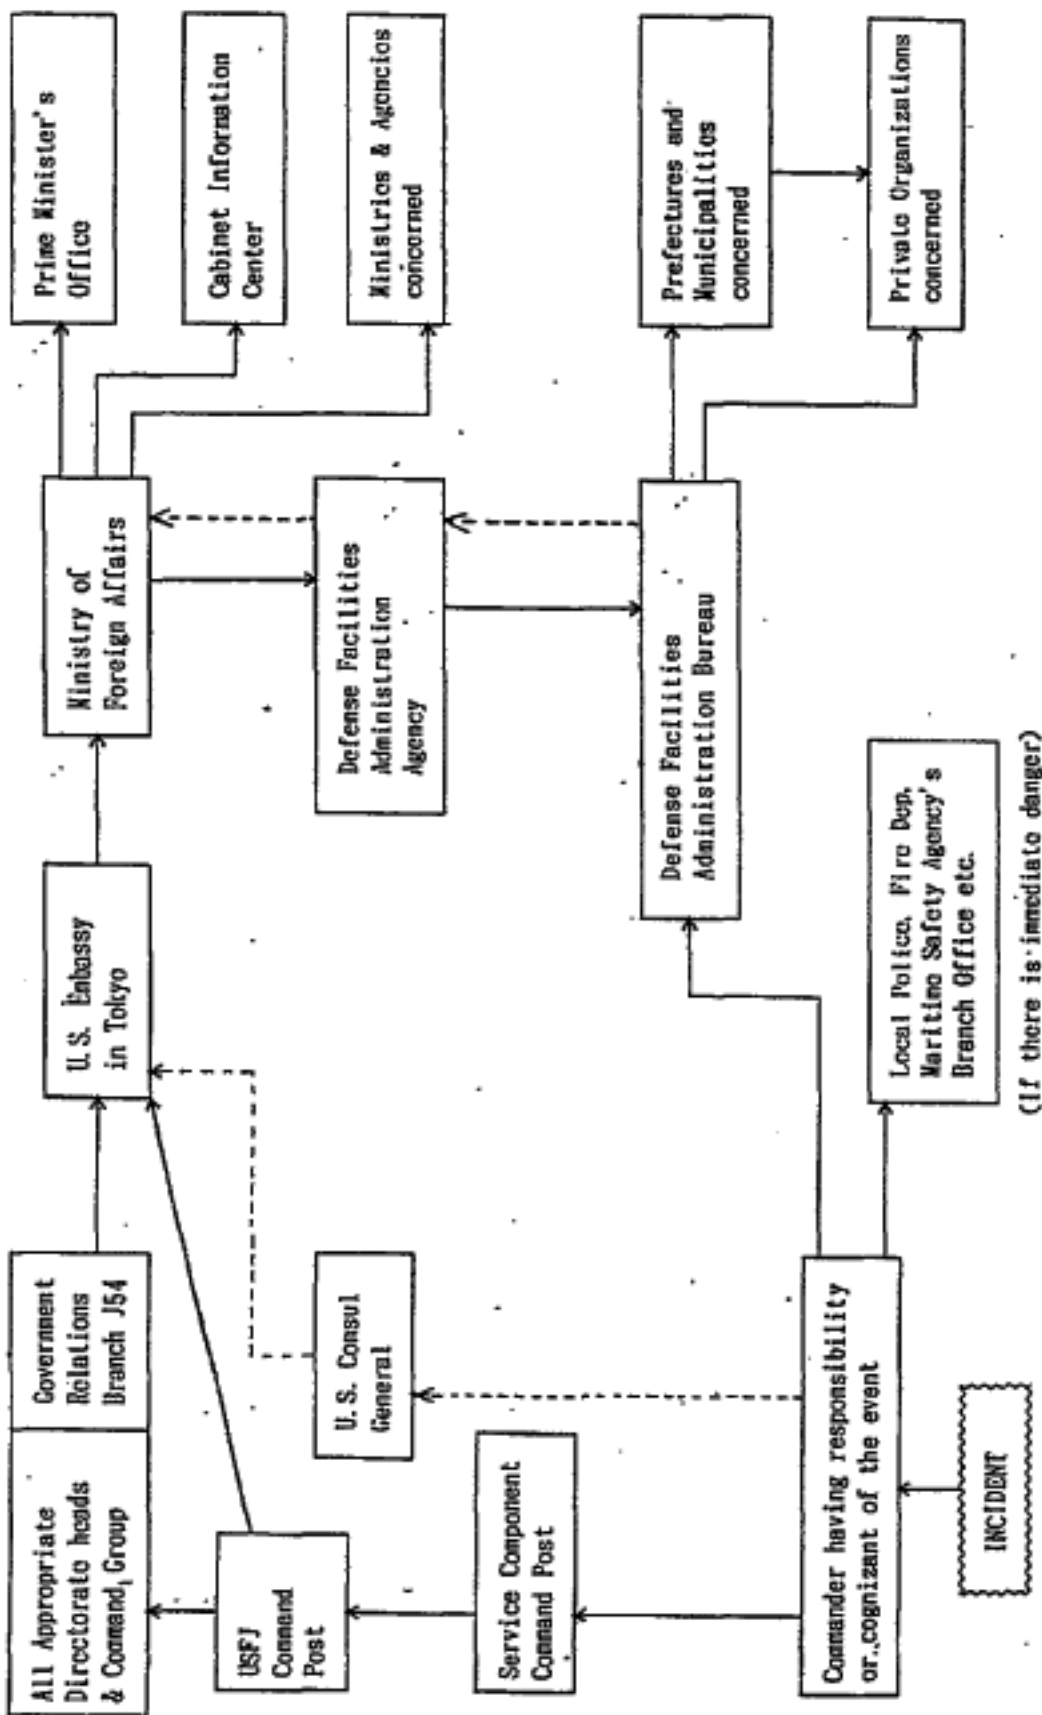 All Appropriate
Directorate heads
& Command Group
Government
Relations
Branch J54
U.S. Embassy
in Tokyo
Ministry of
Foreign Affairs
Prime Minister's
Office
Cabinet Information
Center
Ministries & Agencies
concerned
USFJ
Command
Post
U.S. Consul
General
Defense Facilities
Administration
Agency
Service Component
Command Post
Defense Facilities
Administration Bureau
Prefectures and
Municipalities
concerned
Private Organizations
concerned
Commander having responsibility
or cognizant of the event
Local Police, Fire Dep,
Maritime Safety Agency's
Branch Office etc.
(If there is immediate danger)
INCIDENT